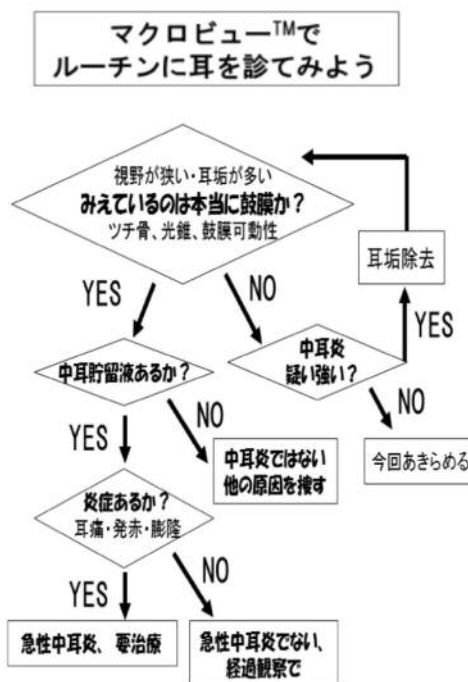 マクロビュー™で
ルーチンに耳を診てみよう
視野が狭い・耳垢が多い
みえているのは本当に鼓膜か?
ツチ骨、光錐、鼓膜可動性
耳垢除去
YES
NO
YES
中耳炎
疑い強い?
中耳貯留液あるか?
NO
YES
NO
中耳炎ではない
他の原因を捜す
今回あきらめる
炎症あるか?
耳痛・発赤・膨隆
YES
NO
急性中耳炎、要治療
急性中耳炎でない、
経過観察で